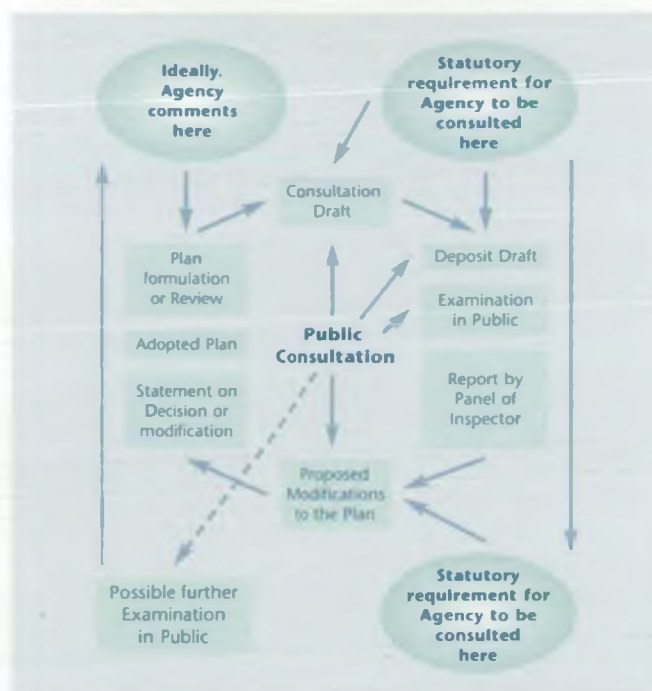 Ideally.
Agency
comments
here
Statutory
requirement for
Agency to be
consulted
here
Consultation
Draft
Plan
formulation
or Review
Deposit Draft
Examination
in Public
Public
Consultation
Adopted Plan
Statement on
Decision or
modification
Report by
Panel of
Inspector
Proposed
Modifications
to the Plan
Possible further
Examination
in Public
Statutory
requirement for
Agency to be
consulted
here